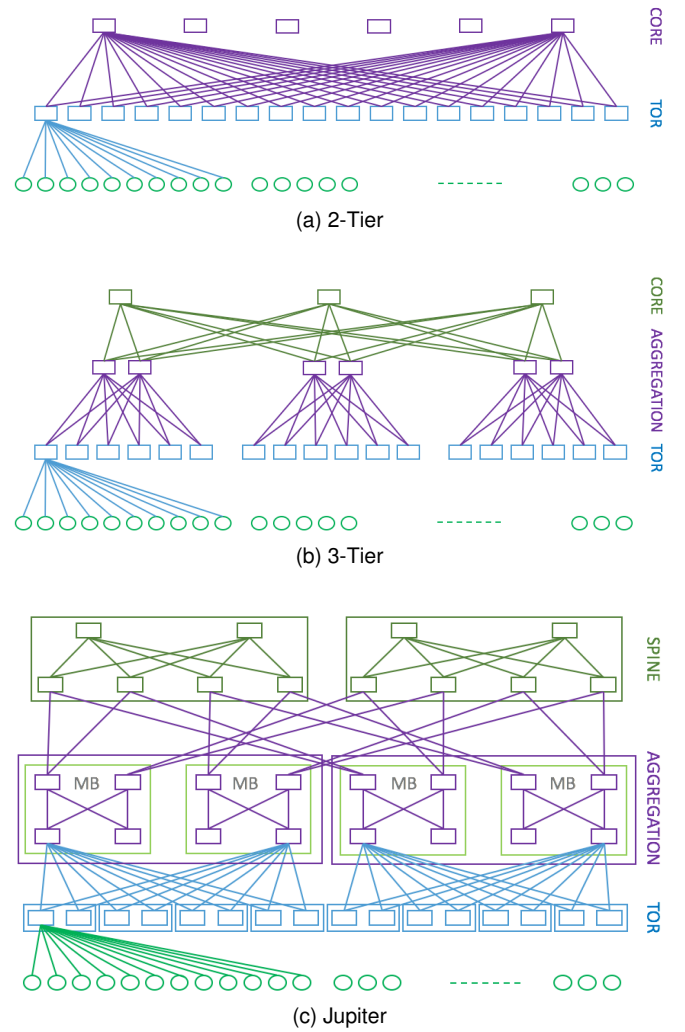 CORE
TOR
(a) 2-Tier
CORE
AGGREGATION
TOR
(b) 3-Tier
SPINE
AGGREGATION
MB
MB
MB
MB
TOR
(c) Jupiter